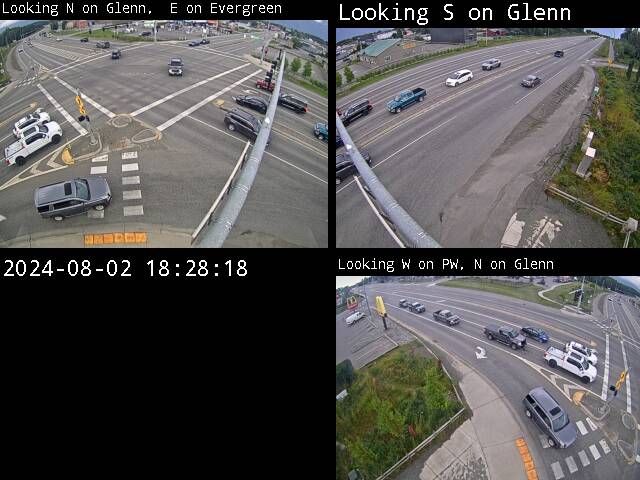 Looking N on Glenn,  E on Evergreen
Looking S on Glenn
2024-08-02 18:28:18
Looking W on PW, N on Glenn